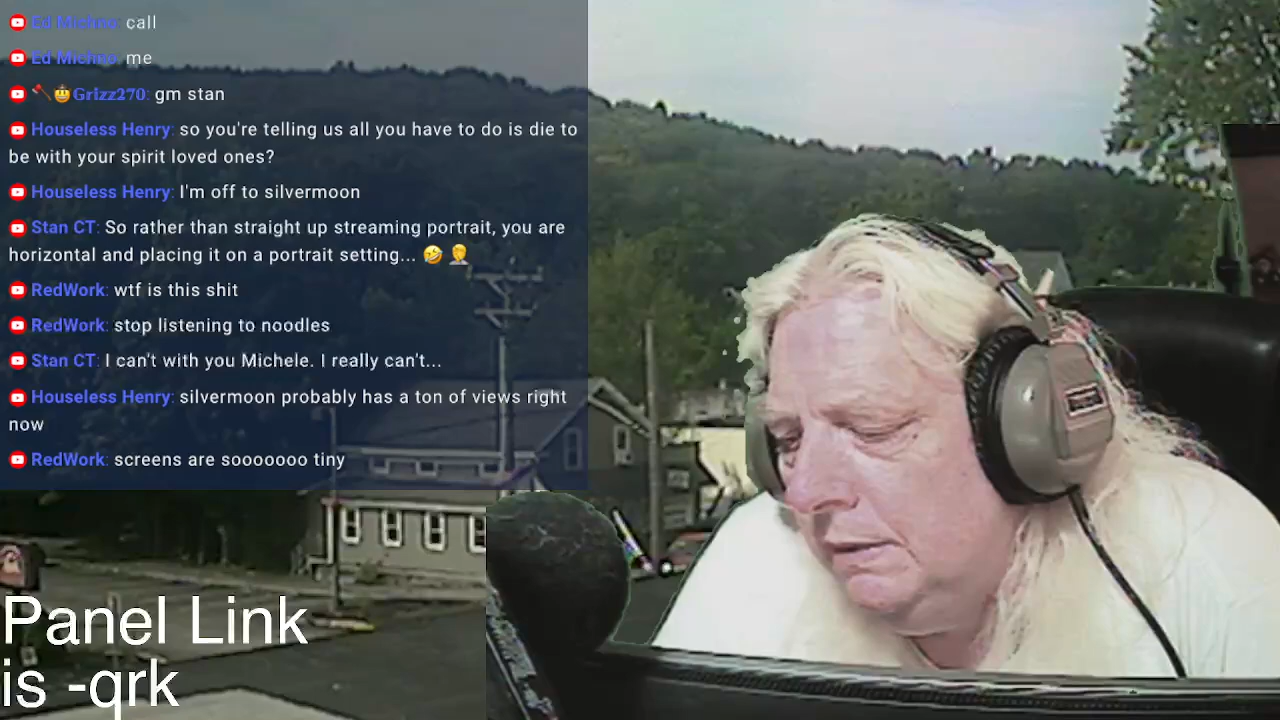 Ed Michno: call
Ed Michno: me
Grizz270: gm stan
Houseless Henry: so you're telling us all you have to do is die to
be with your spirit loved ones?
Houseless Henry: I'm off to silvermoon
Stan CT: So rather than straight up streaming portrait, you are
horizontal and placing it on a portrait setting... 🤣 🤦
RedWork: wtf is this shit
RedWork: stop listening to noodles
Stan CT: I can't with you Michele. I really can't...
Houseless Henry: silvermoon probably has a ton of views right
now
RedWork: screens are sooooooo tiny
Panel Link
is -qrk